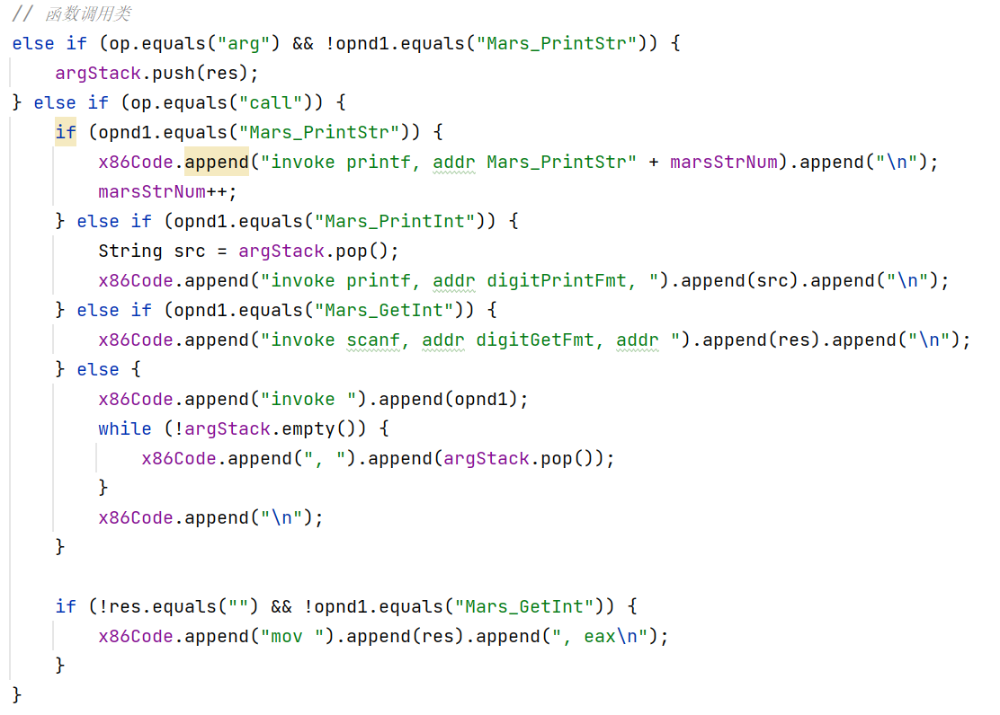 // 函数调用类
else if (op.equals("arg") && !opnd1.equals("Mars_PrintStr")) {
    argStack.push(res);
} else if (op.equals("call")) {
    if (opnd1.equals("Mars_PrintStr")) {
        x86Code.append("invoke printf, addr Mars_PrintStr" + marsStrNum).append("\n");
        marsStrNum++;
    } else if (opnd1.equals("Mars_PrintInt")) {
        String src = argStack.pop();
        x86Code.append("invoke printf, addr digitPrintFmt, ").append(src).append("\n");
    } else if (opnd1.equals("Mars_GetInt")) {
        x86Code.append("invoke scanf, addr digitGetFmt, addr ").append(res).append("\n");
    } else {
        x86Code.append("invoke ").append(opnd1);
        while (!argStack.empty()) {
            x86Code.append(", ").append(argStack.pop());
        }
        x86Code.append("\n");
    }

    if (!res.equals("") && !opnd1.equals("Mars_GetInt")) {
        x86Code.append("mov ").append(res).append(", eax\n");
    }
}